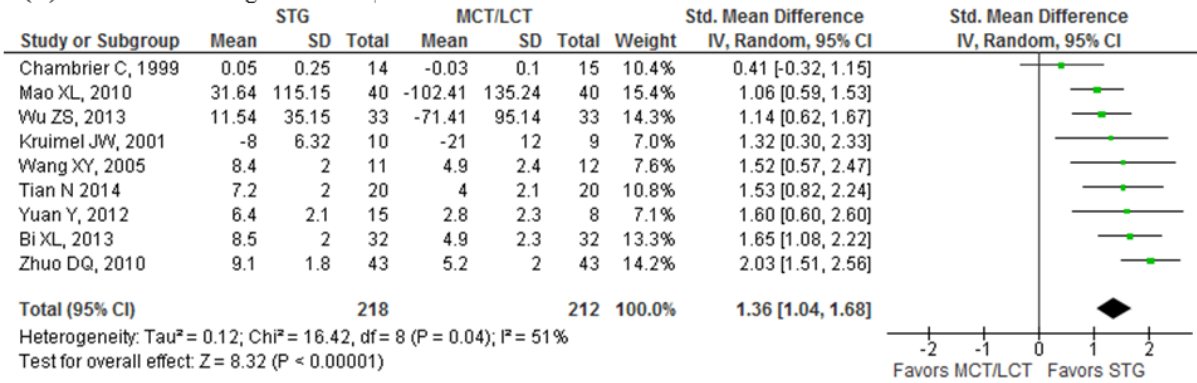 STG MCT/LCT Std. Mean Difference Std. Mean Difference
Study or Subgroup Mean SD Total Mean SD Total Weight IV, Random, 95% CI IV, Random, 95% CI
Chambrier C, 1999 0.05 0.25 14 -0.03 0.1 15 10.4% 0.41 [-0.32, 1.15]
Mao XL, 2010 31.64 115.15 40 -102.41 135.24 40 15.4% 1.06 [0.59, 1.53]
Wu ZS, 2013 11.54 35.15 33 -71.41 95.14 33 14.3% 1.14 [0.62, 1.67]
Kruimel JW, 2001 -8 6.32 10 -21 12 9 7.0% 1.32 [0.30, 2.33]
Wang XY, 2005 8.4 2 11 4.9 2.4 12 7.6% 1.52 [0.57, 2.47]
Tian N 2014 7.2 2 20 4 2.1 20 10.8% 1.53 [0.82, 2.24]
Yuan Y, 2012 6.4 2.1 15 2.8 2.3 8 7.1% 1.60 [0.60, 2.60]
Bi XL, 2013 8.5 2 32 4.9 2.3 32 13.3% 1.65 [1.08, 2.22]
Zhuo DQ, 2010 9.1 1.8 43 5.2 2 43 14.2% 2.03 [1.51, 2.56]
Total (95% CI) 218 212 100.0% 1.36 [1.04, 1.68]
Heterogeneity: Tau² = 0.12; Chi² = 16.42, df = 8 (P = 0.04); I² = 51%
Test for overall effect: Z = 8.32 (P < 0.00001)
-2 -1 0 1 2
Favors MCT/LCT Favors STG